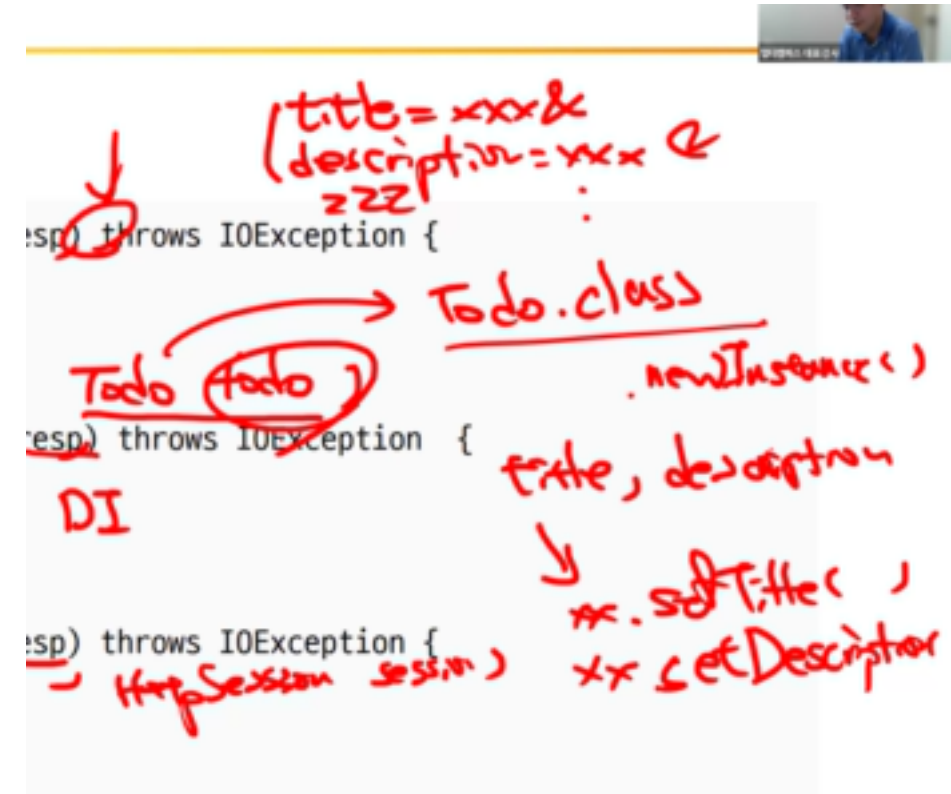 title = xxx &
description = xxx
zzz
esp) throws IOException {
Todo.class
Todo todo )
.newInstance( )
resp) throws IOException {
title, description
DI
xx. setTitle( )
esp) throws IOException {
, HttpSession session )
xx setDescription